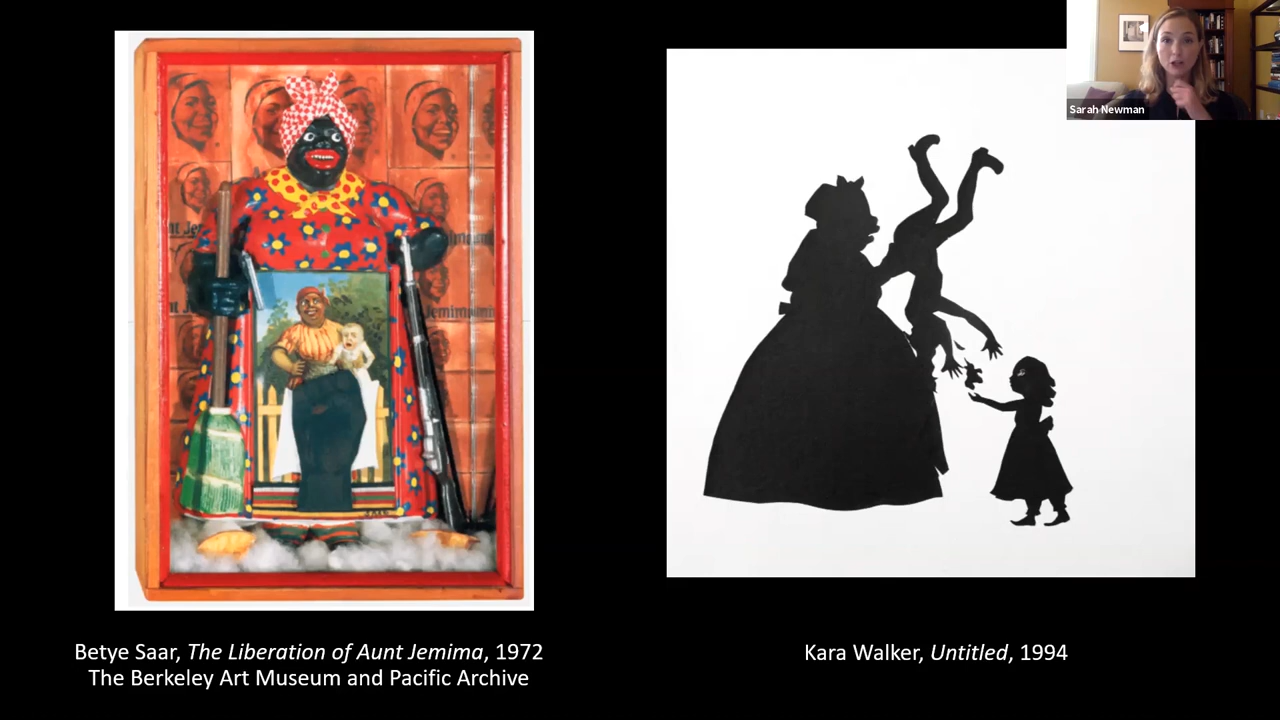 Sarah Newman
Betye Saar, The Liberation of Aunt Jemima, 1972
The Berkeley Art Museum and Pacific Archive
Kara Walker, Untitled, 1994